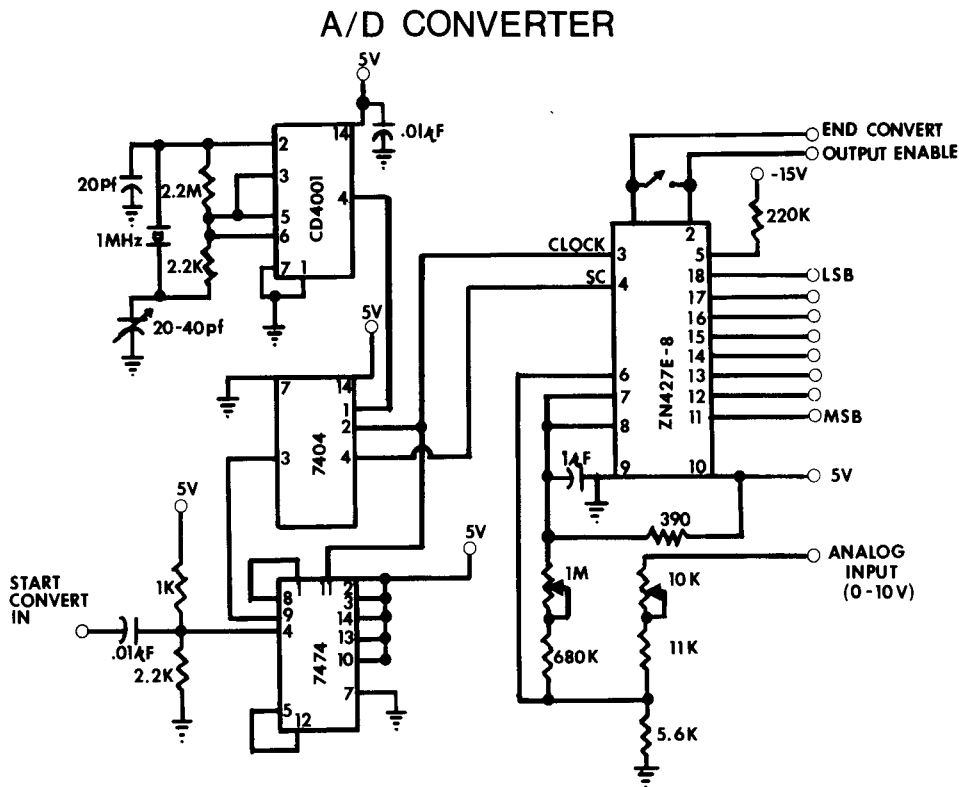 A/D CONVERTER
5V
.01µF
14
2
3
4
5
6
7
1
CD4001
20Pf
2.2M
1MHz
2.2K
20-40pf
5V
7
14
1
2
3
4
7404
5V
1K
START
CONVERT
IN
.01µF
2.2K
1
11
8
9
4
5
12
2
3
14
13
10
7
7474
5V
END CONVERT
OUTPUT ENABLE
-15V
220K
CLOCK
SC
3
4
6
7
8
9
2
5
18
17
16
15
14
13
12
11
10
ZN427E-8
LSB
MSB
5V
1µF
390
ANALOG
INPUT
(0-10V)
1M
10K
680K
11K
5.6K